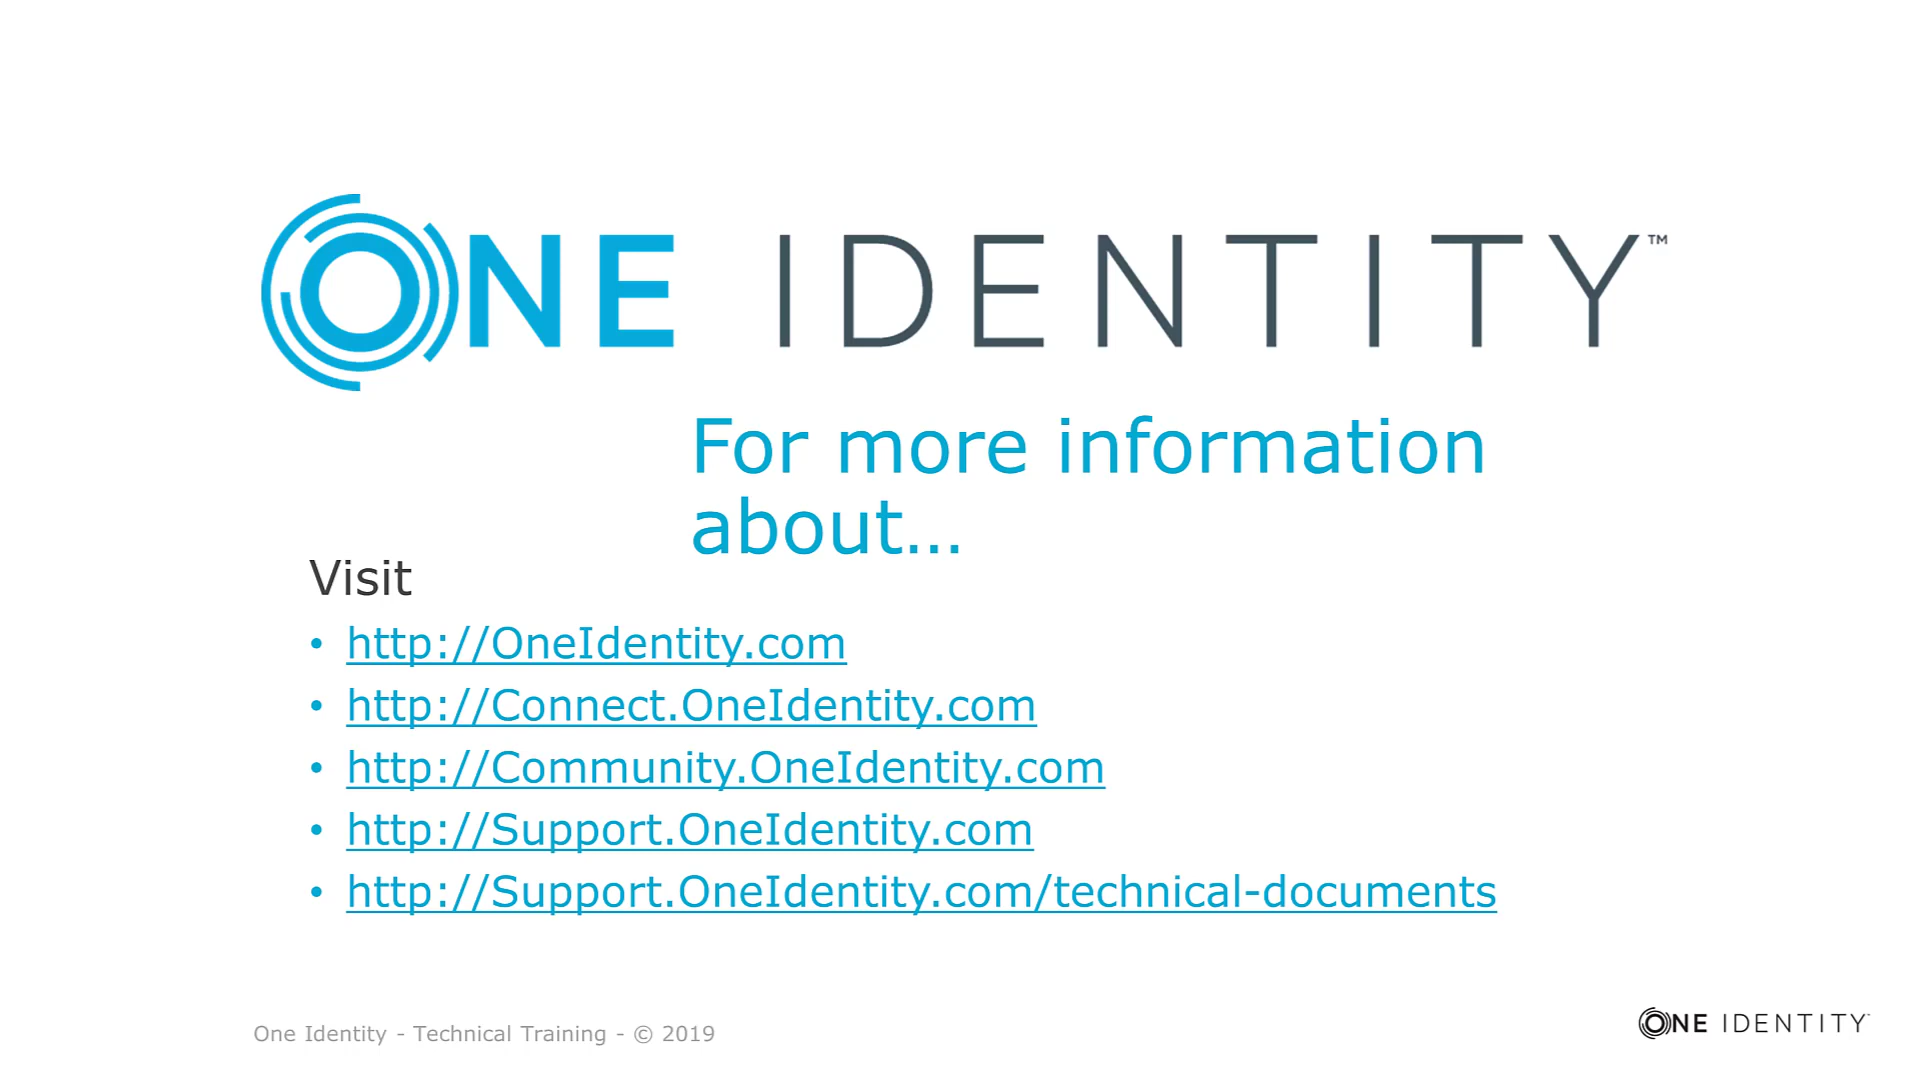 ONE IDENTITY™
For more information
about…
Visit
• http://OneIdentity.com
• http://Connect.OneIdentity.com
• http://Community.OneIdentity.com
• http://Support.OneIdentity.com
• http://Support.OneIdentity.com/technical-documents
One Identity - Technical Training - © 2019
ONE IDENTITY™